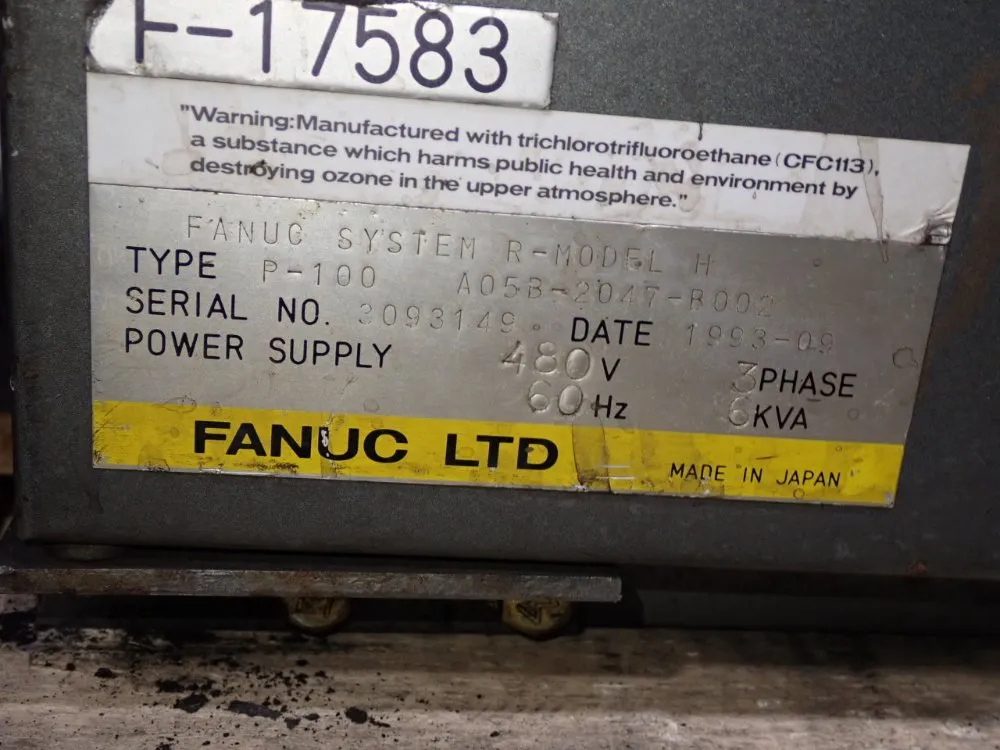 F-17583
"Warning:Manufactured with trichlorotrifluoroethane (CFC113),
a substance which harms public health and environment by
destroying ozone in the upper atmosphere."
FANUC SYSTEM R-MODEL H
TYPE P-100 A05B-2047-B002
SERIAL NO. 3093149 DATE 1993-09
POWER SUPPLY 480V 3PHASE
60Hz 6KVA
FANUC LTD MADE IN JAPAN